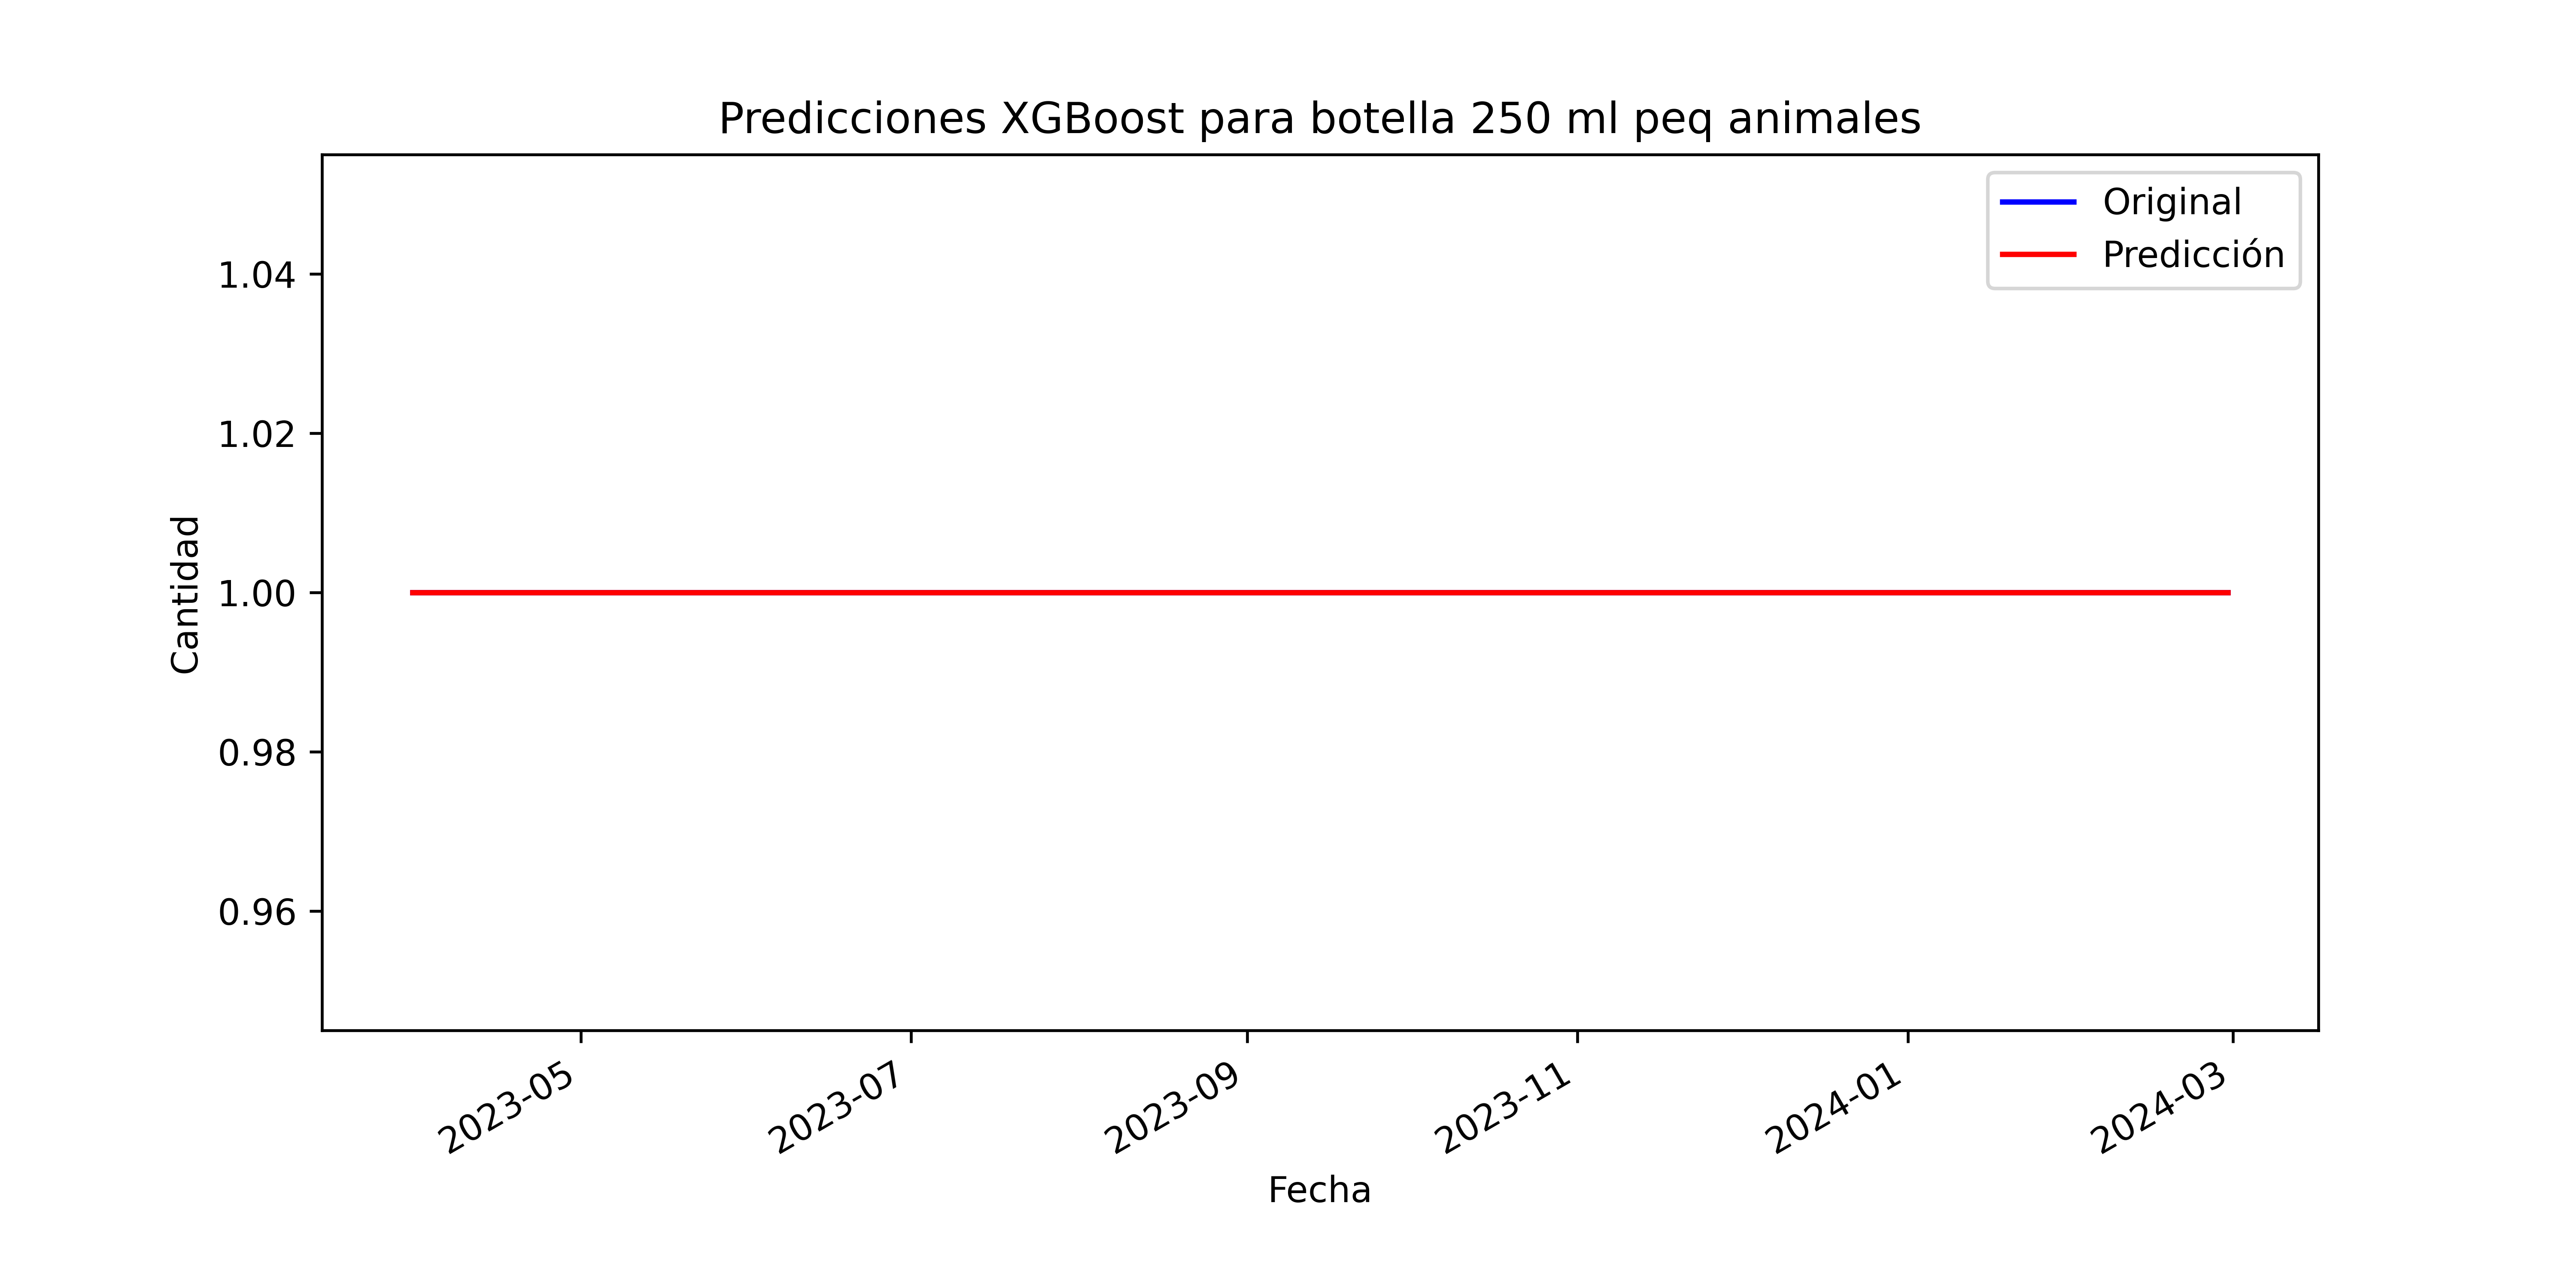 Predicciones XGBoost para botella 250 ml peq animales
Original
Predicción
1.04
1.02
1.00
0.98
0.96
Cantidad
2023-05
2023-07
2023-09
2023-11
2024-01
2024-03
Fecha